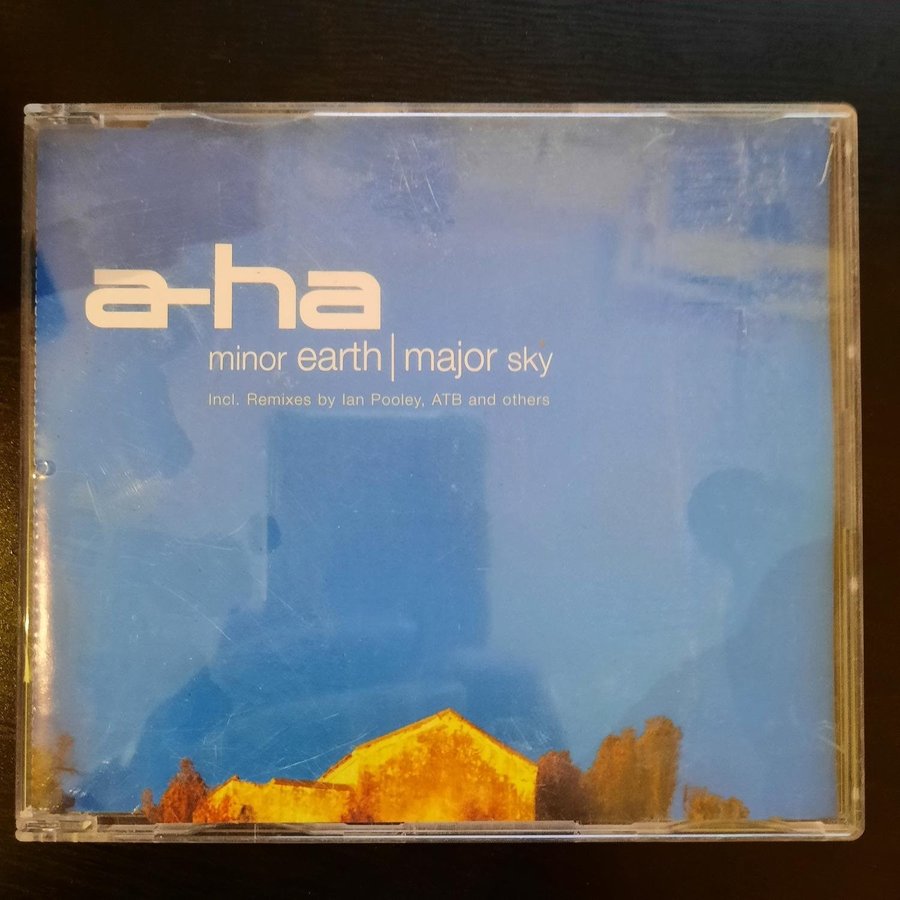 a-ha
minor earth | major sky
Incl. Remixes by Ian Pooley, ATB and others